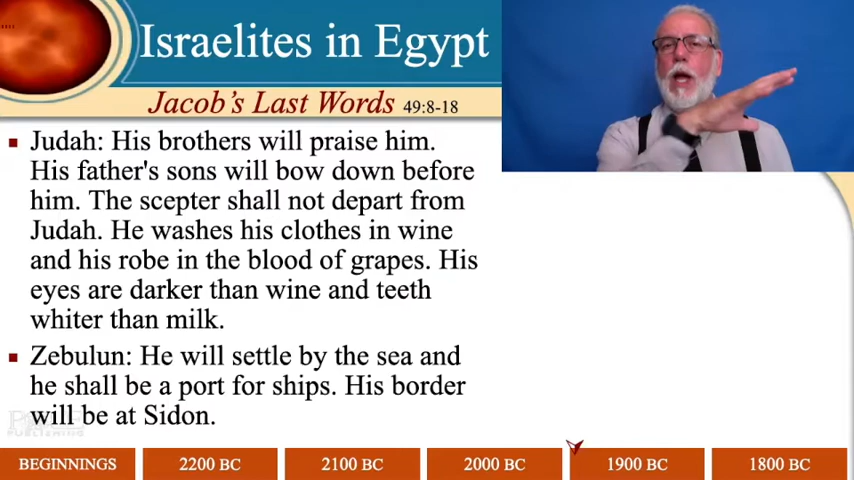 Israelites in Egypt
Jacob's Last Words 49:8-18
▪ Judah: His brothers will praise him.
His father's sons will bow down before
him. The scepter shall not depart from
Judah. He washes his clothes in wine
and his robe in the blood of grapes. His
eyes are darker than wine and teeth
whiter than milk.
▪ Zebulun: He will settle by the sea and
he shall be a port for ships. His border
will be at Sidon.
PUBLISHING
BEGINNINGS 2200 BC 2100 BC 2000 BC 1900 BC 1800 BC